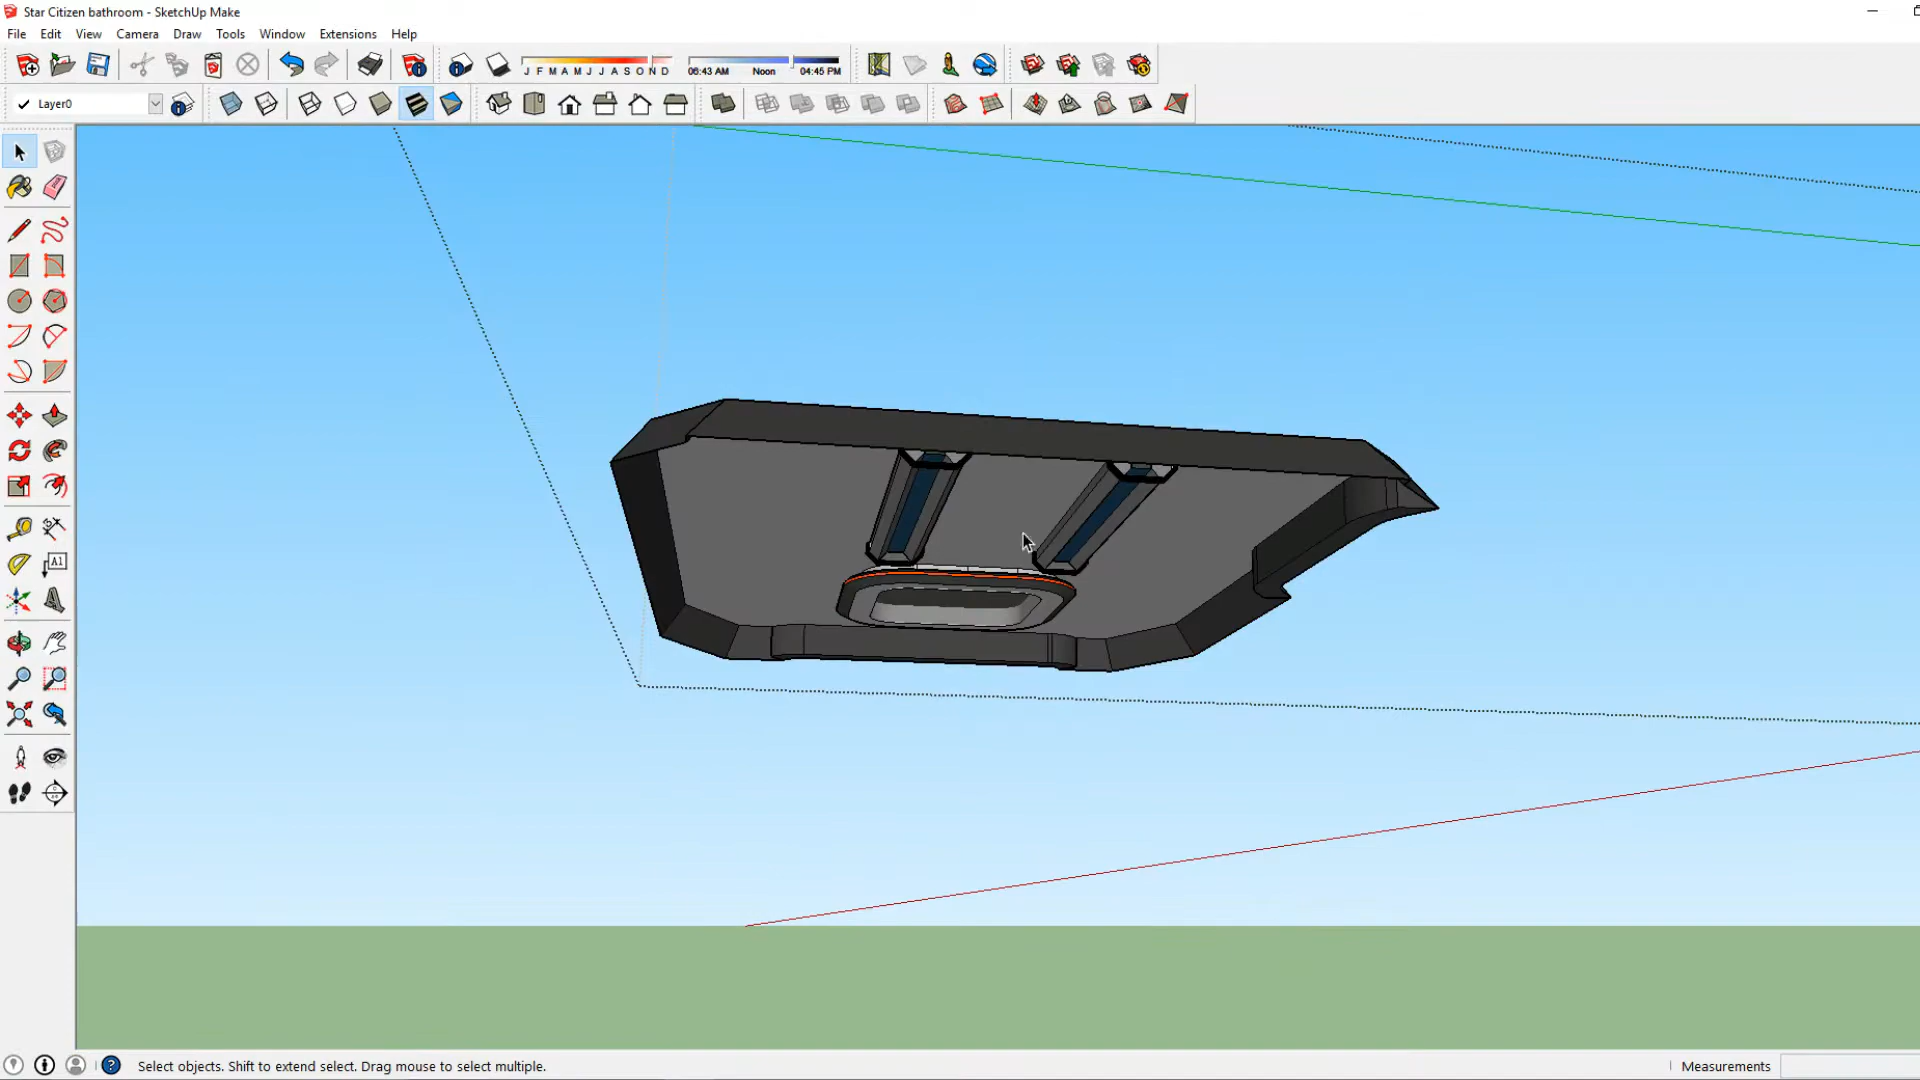 Star Citizen bathroom - SketchUp Make
File Edit View Camera Draw Tools Window Extensions Help
J F M A M J J A S O N D 06:43 AM Noon 04:45 PM
Layer0
A1
Select objects. Shift to extend select. Drag mouse to select multiple. Measurements